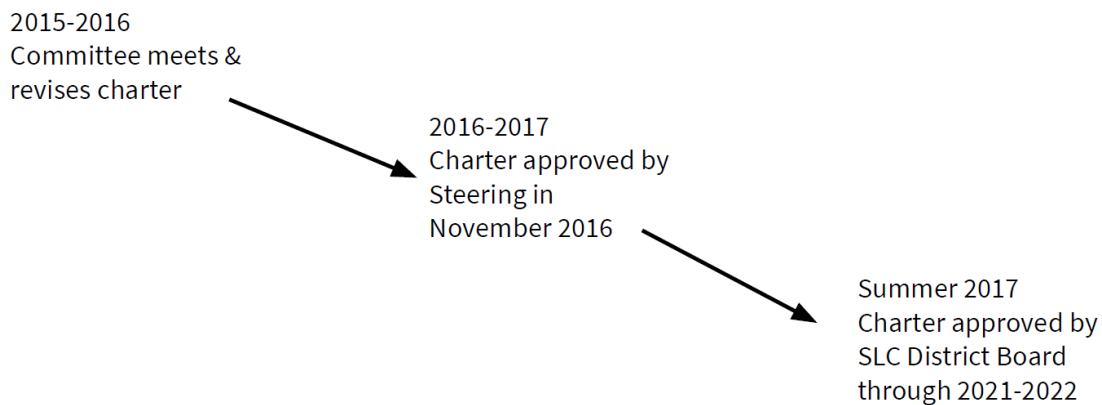 2015-2016
Committee meets &
revises charter
2016-2017
Charter approved by
Steering in
November 2016
Summer 2017
Charter approved by
SLC District Board
through 2021-2022